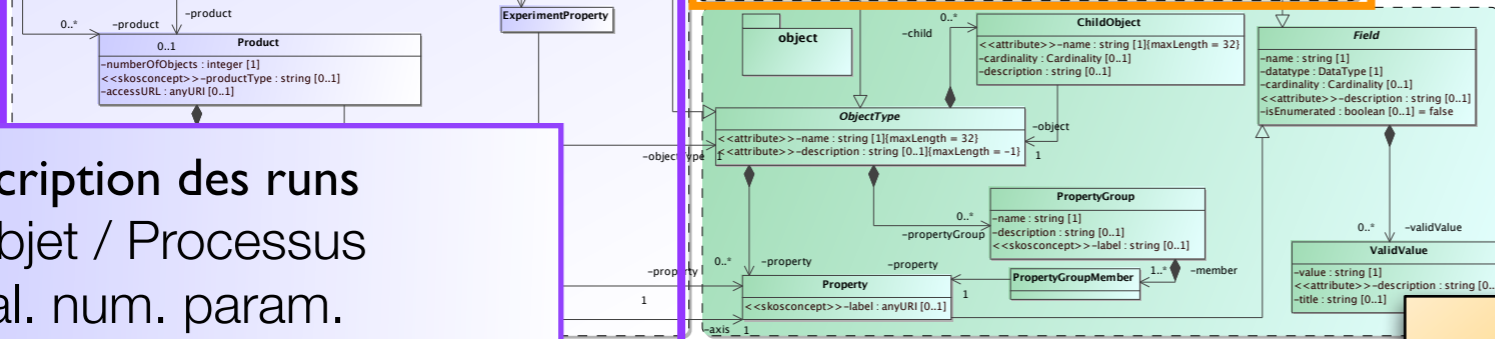 -product
0..*
-product
0..1
Product
-numberOfObjects : integer [1]
<<skosconcept>>-productType : string [0..1]
-accessURL : anyURI [0..1]
ExperimentProperty
cription des runs
bjet / Processus
al. num. param.
object
0..*
-child
ChildObject
<<attribute>>-name : string [1]{maxLength = 32}
-cardinality : Cardinality [0..1]
-description : string [0..1]
Field
-name : string [1]
-datatype : DataType [1]
-cardinality : Cardinality [0..1]
<<attribute>>-description : string [0..1]
-isEnumerated : boolean [0..1] = false
ObjectType
<<attribute>>-name : string [1]{maxLength = 32}
<<attribute>>-description : string [0..1]{maxLength = -1}
-objectType
1
-object
1
PropertyGroup
-name : string [1]
-description : string [0..1]
<<skosconcept>>-label : string [0..1]
0..*
-propertyGroup
0..*
-validValue
ValidValue
-value : string [1]
<<attribute>>-description : string [0..
-title : string [0..1]
-property
1
0..*
-property
-property
1
Property
<<skosconcept>>-label : anyURI [0..1]
PropertyGroupMember
1..*
-member
-axis
1